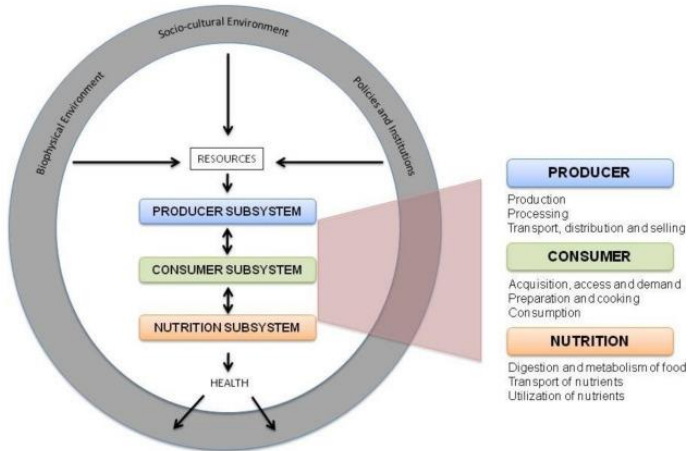 Socio-cultural Environment
Biophysical Environment
Policies and Institutions
RESOURCES
PRODUCER SUBSYSTEM
CONSUMER SUBSYSTEM
NUTRITION SUBSYSTEM
HEALTH
PRODUCER
Production
Processing
Transport, distribution and selling
CONSUMER
Acquisition, access and demand
Preparation and cooking
Consumption
NUTRITION
Digestion and metabolism of food
Transport of nutrients
Utilization of nutrients